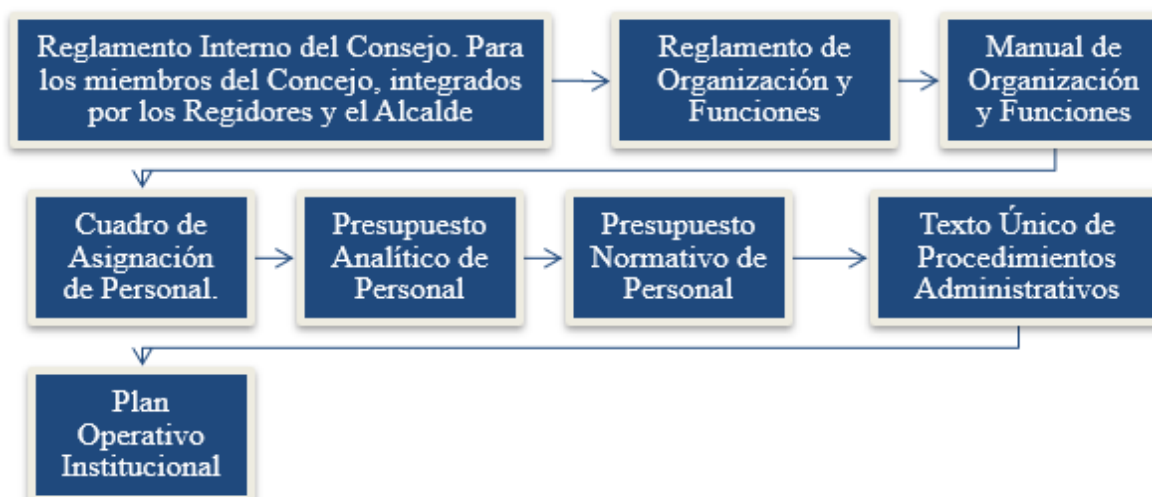 Reglamento Interno del Consejo. Para
los miembros del Concejo, integrados
por los Regidores y el Alcalde
Reglamento de
Organización y
Funciones
Manual de
Organización
y Funciones
Cuadro de
Asignación
de Personal.
Presupuesto
Analítico de
Personal
Presupuesto
Normativo de
Personal
Texto Único de
Procedimientos
Administrativos
Plan
Operativo
Institucional